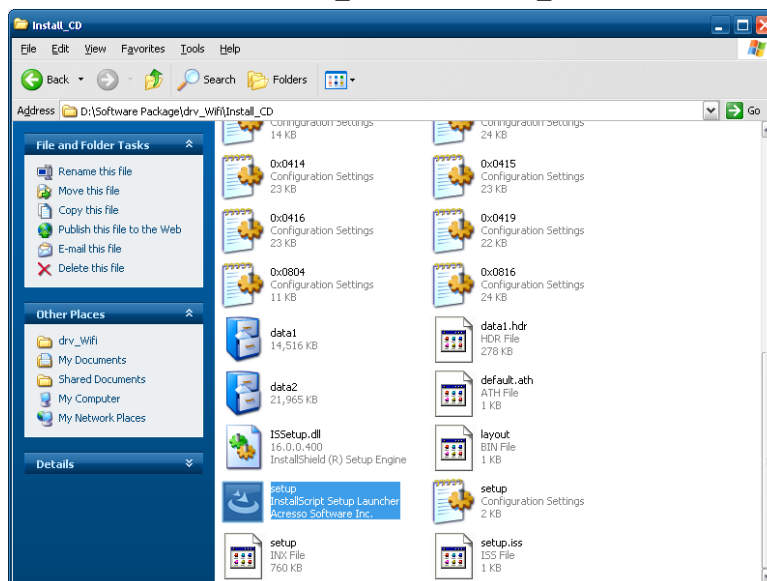 Install_CD
File Edit View Favorites Tools Help
Back Search Folders
Address D:\Software Package\drv_Wifi\Install_CD Go
File and Folder Tasks
Rename this file
Move this file
Copy this file
Publish this file to the Web
E-mail this file
Delete this file
Other Places
drv_Wifi
My Documents
Shared Documents
My Computer
My Network Places
Details
Configuration Settings
14 KB
Configuration Settings
24 KB
0x0414
Configuration Settings
23 KB
0x0415
Configuration Settings
23 KB
0x0416
Configuration Settings
23 KB
0x0419
Configuration Settings
22 KB
0x0804
Configuration Settings
11 KB
0x0816
Configuration Settings
24 KB
data1
14,516 KB
data1.hdr
HDR File
278 KB
data2
21,965 KB
default.ath
ATH File
1 KB
ISSetup.dll
16.0.0.400
InstallShield (R) Setup Engine
layout
BIN File
1 KB
setup
InstallScript Setup Launcher
Acresso Software Inc.
setup
Configuration Settings
2 KB
setup
INX File
760 KB
setup.iss
ISS File
1 KB